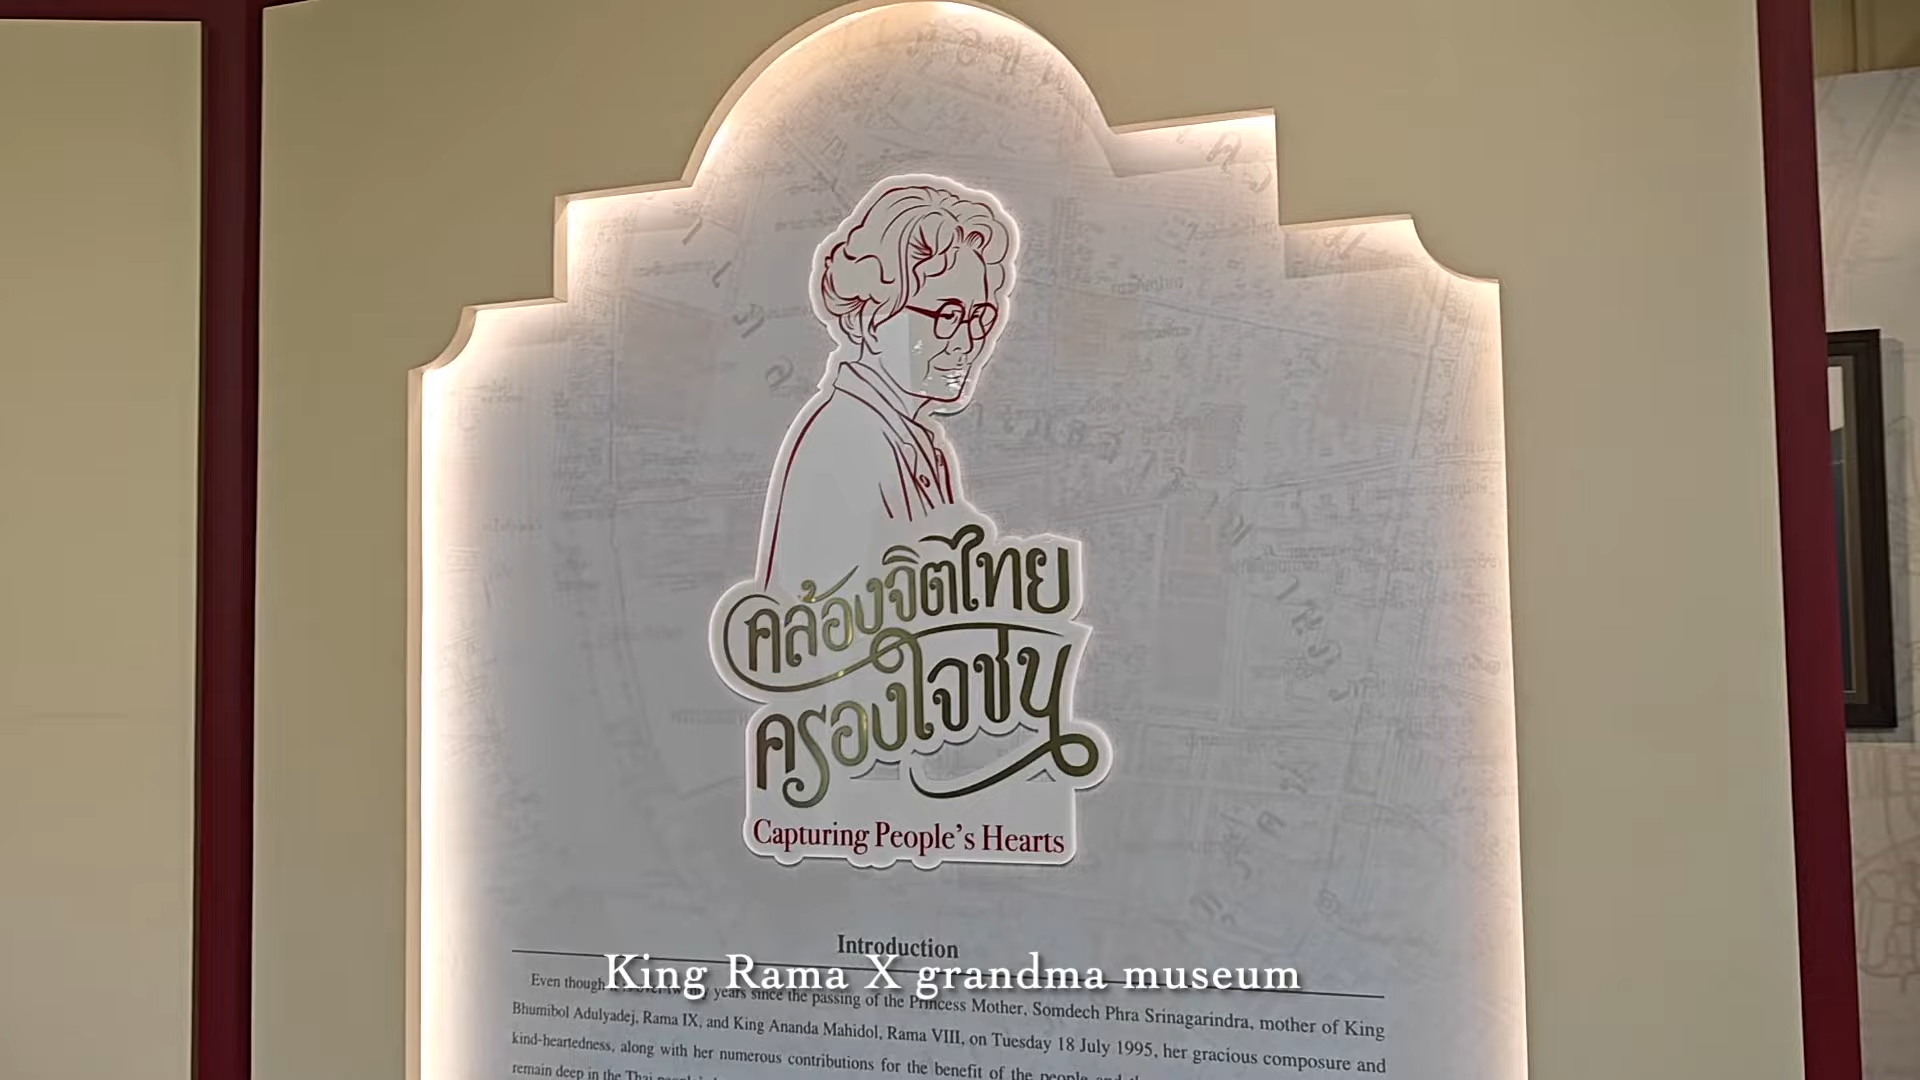 คล้องจิตไทย
ครองใจชน
Capturing People's Hearts
Introduction
King Rama X grandma museum
Even though it is over twenty years since the passing of the Princess Mother, Somdech Phra Srinagarindra, mother of King
Bhumibol Adulyadej, Rama IX, and King Ananda Mahidol, Rama VIII, on Tuesday 18 July 1995, her gracious composure and
kind-heartedness, along with her numerous contributions for the benefit of the people and
remain deep in the Thai people's